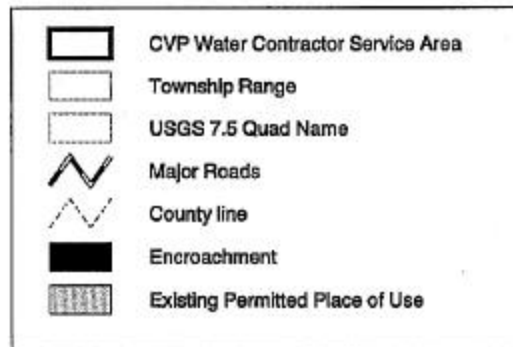 CVP Water Contractor Service Area
Township Range
USGS 7.5 Quad Name
Major Roads
County line
Encroachment
Existing Permitted Place of Use